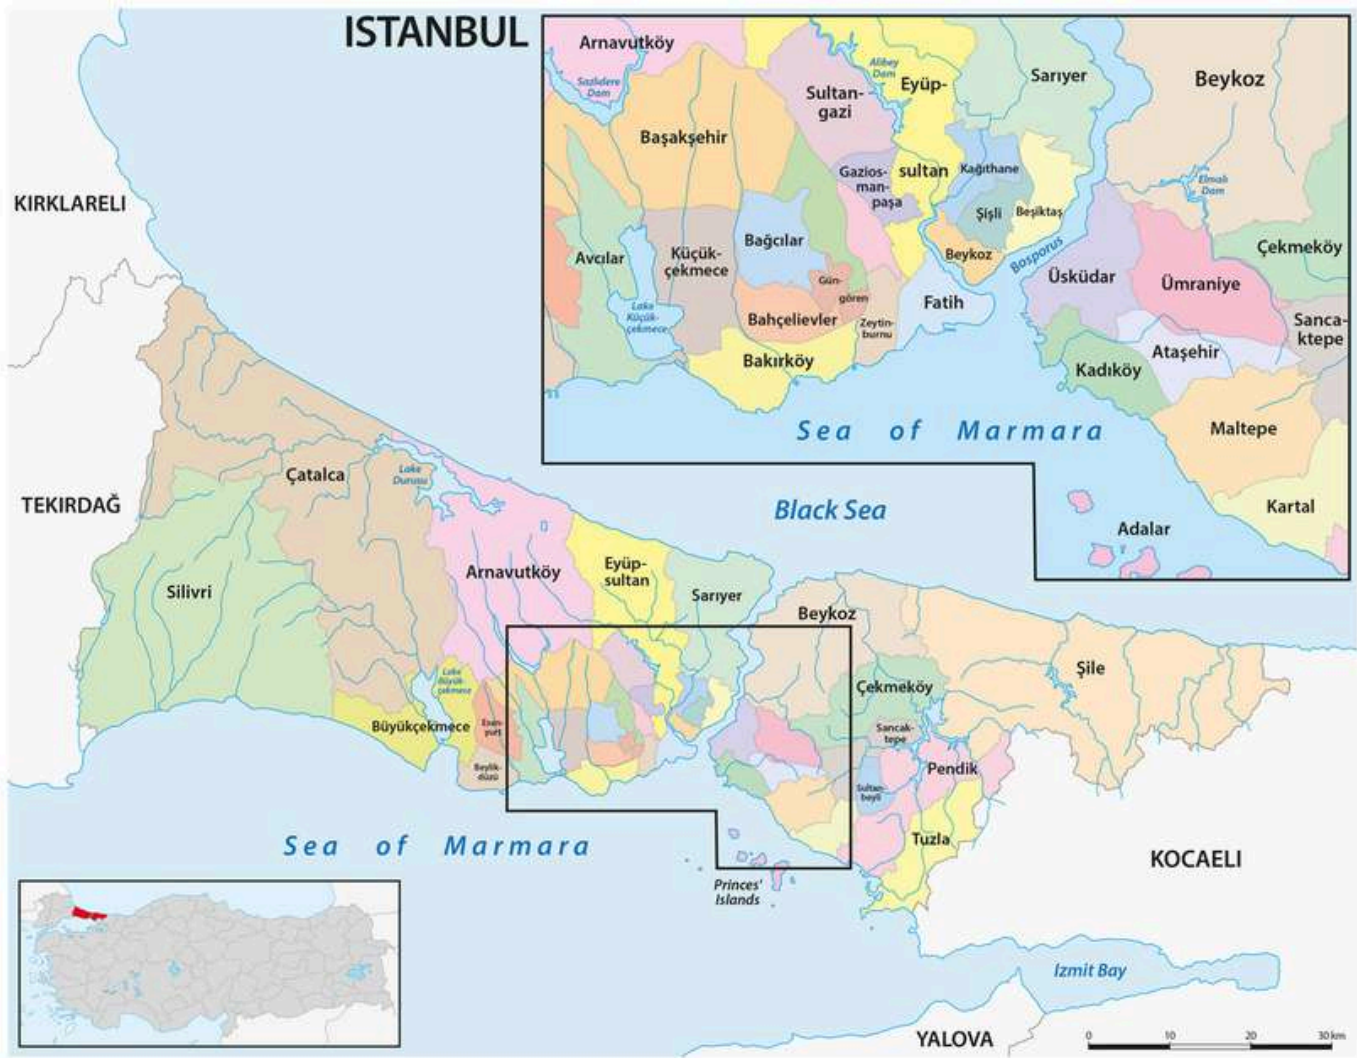 ISTANBUL
Arnavutköy
Sazlıdere
Dam
Başakşehir
Sultan-
gazi
Alibey
Dam
Eyüp-
sultan
Sarıyer
Beykoz
Gazios-
man-
paşa
Kağıthane
Şişli
Beşiktaş
Beykoz
Elmalı
Dam
Avcılar
Küçük-
çekmece
Bağcılar
Lake
Küçük-
çekmece
Gün-
gören
Bahçelievler
Zeytin-
burnu
Bakırköy
Fatih
Bosporus
Üsküdar
Ümraniye
Çekmeköy
Sanca-
ktepe
Ataşehir
Kadıköy
Maltepe
Kartal
Adalar
Sea of Marmara
KIRKLARELI
TEKIRDAĞ
Black Sea
Çatalca
Lake
Durusu
Silivri
Arnavutköy
Eyüp-
sultan
Sarıyer
Beykoz
Şile
Çekmeköy
Lake
Büyük-
çekmece
Büyükçekmece
Esen-
yurt
Beylik-
düzü
Sancak-
tepe
Sultan-
beyli
Pendik
Tuzla
Sea of Marmara
Princes'
Islands
KOCAELI
Izmit Bay
YALOVA
0 10 20 30 km